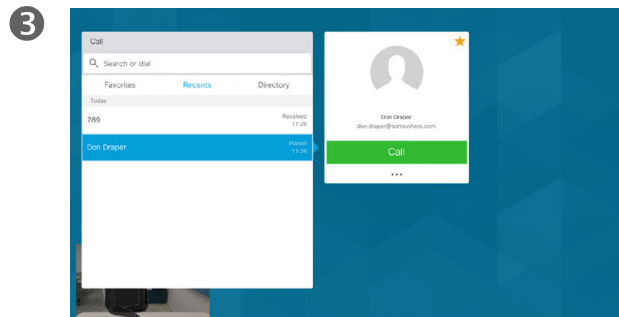 3
Call
Search or dial
Favorites Recents Directory
Today
789 Received
11:28
Don Draper Placed
11:28
Don Draper
don.draper@somewhere.com
Call
...